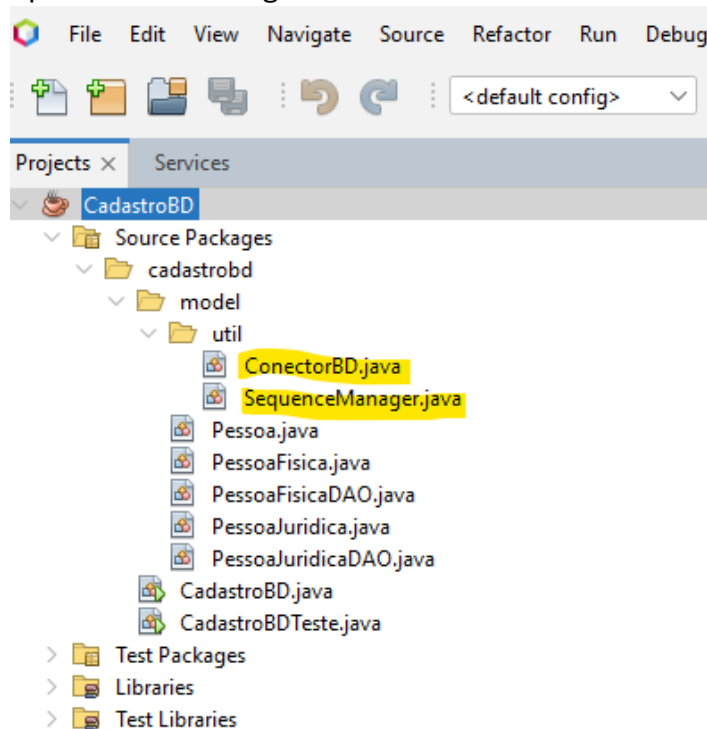 File Edit View Navigate Source Refactor Run Debug
<default config>
Projects × Services
CadastroBD
Source Packages
cadastrobd
model
util
ConectorBD.java
SequenceManager.java
Pessoa.java
PessoaFisica.java
PessoaFisicaDAO.java
PessoaJuridica.java
PessoaJuridicaDAO.java
CadastroBD.java
CadastroBDTeste.java
Test Packages
Libraries
Test Libraries